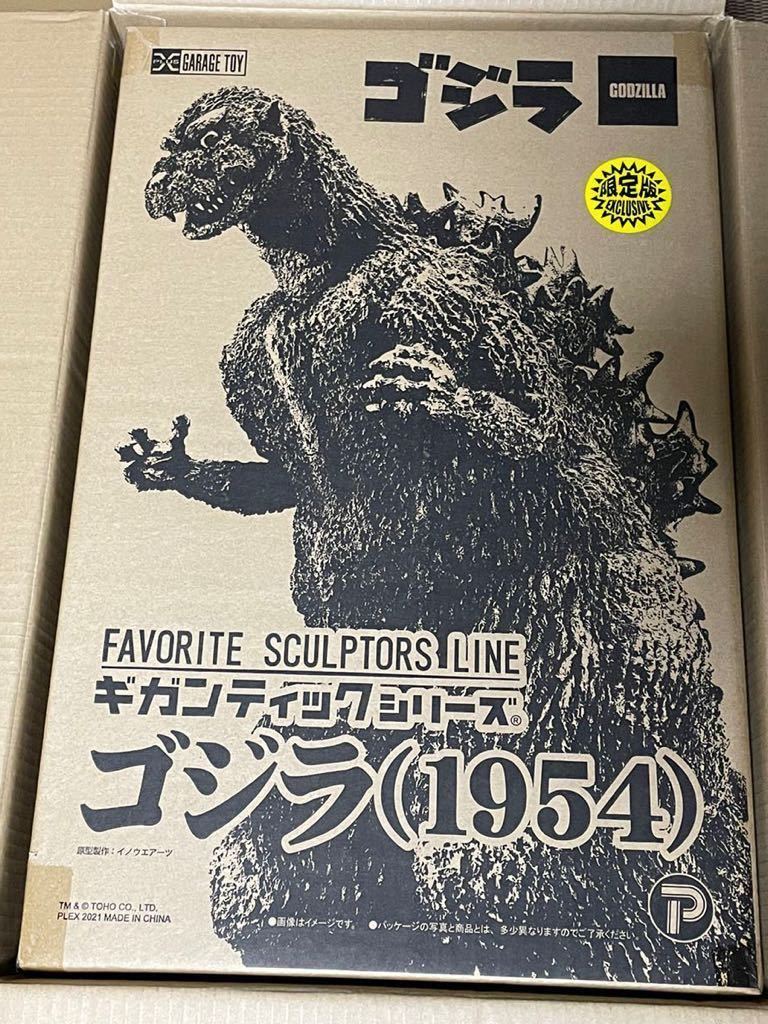 PLUS GARAGE TOY
ゴジラ
GODZILLA
限定版
EXCLUSIVE
FAVORITE SCULPTORS LINE
ギガンティックシリーズ®
ゴジラ(1954)
原型製作：イノウエアーツ
TM & © TOHO CO., LTD.
PLEX 2021 MADE IN CHINA
●画像はイメージです。 ●パッケージの写真と商品とは、多少異なりますのでご了承ください。
P